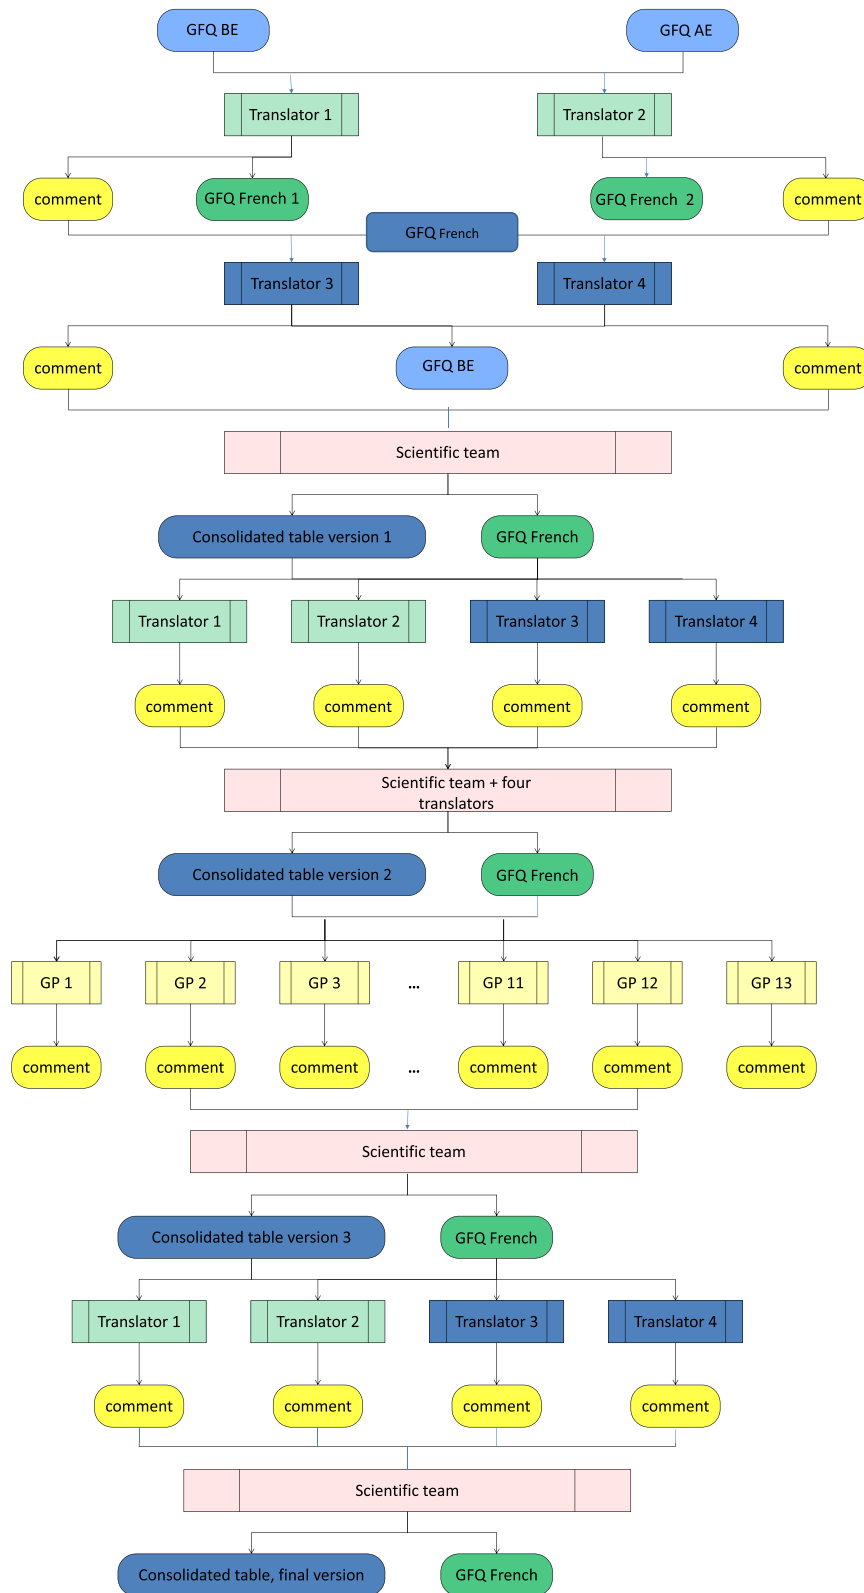 GFQ BE
GFQ AE
Translator 1
Translator 2
comment
GFQ French 1
GFQ French 2
comment
GFQ French
Translator 3
Translator 4
comment
GFQ BE
comment
Scientific team
Consolidated table version 1
GFQ French
Translator 1
Translator 2
Translator 3
Translator 4
comment
comment
comment
comment
Scientific team + four
translators
Consolidated table version 2
GFQ French
GP 1
GP 2
GP 3
...
GP 11
GP 12
GP 13
comment
comment
comment
...
comment
comment
comment
Scientific team
Consolidated table version 3
GFQ French
Translator 1
Translator 2
Translator 3
Translator 4
comment
comment
comment
comment
Scientific team
Consolidated table, final version
GFQ French